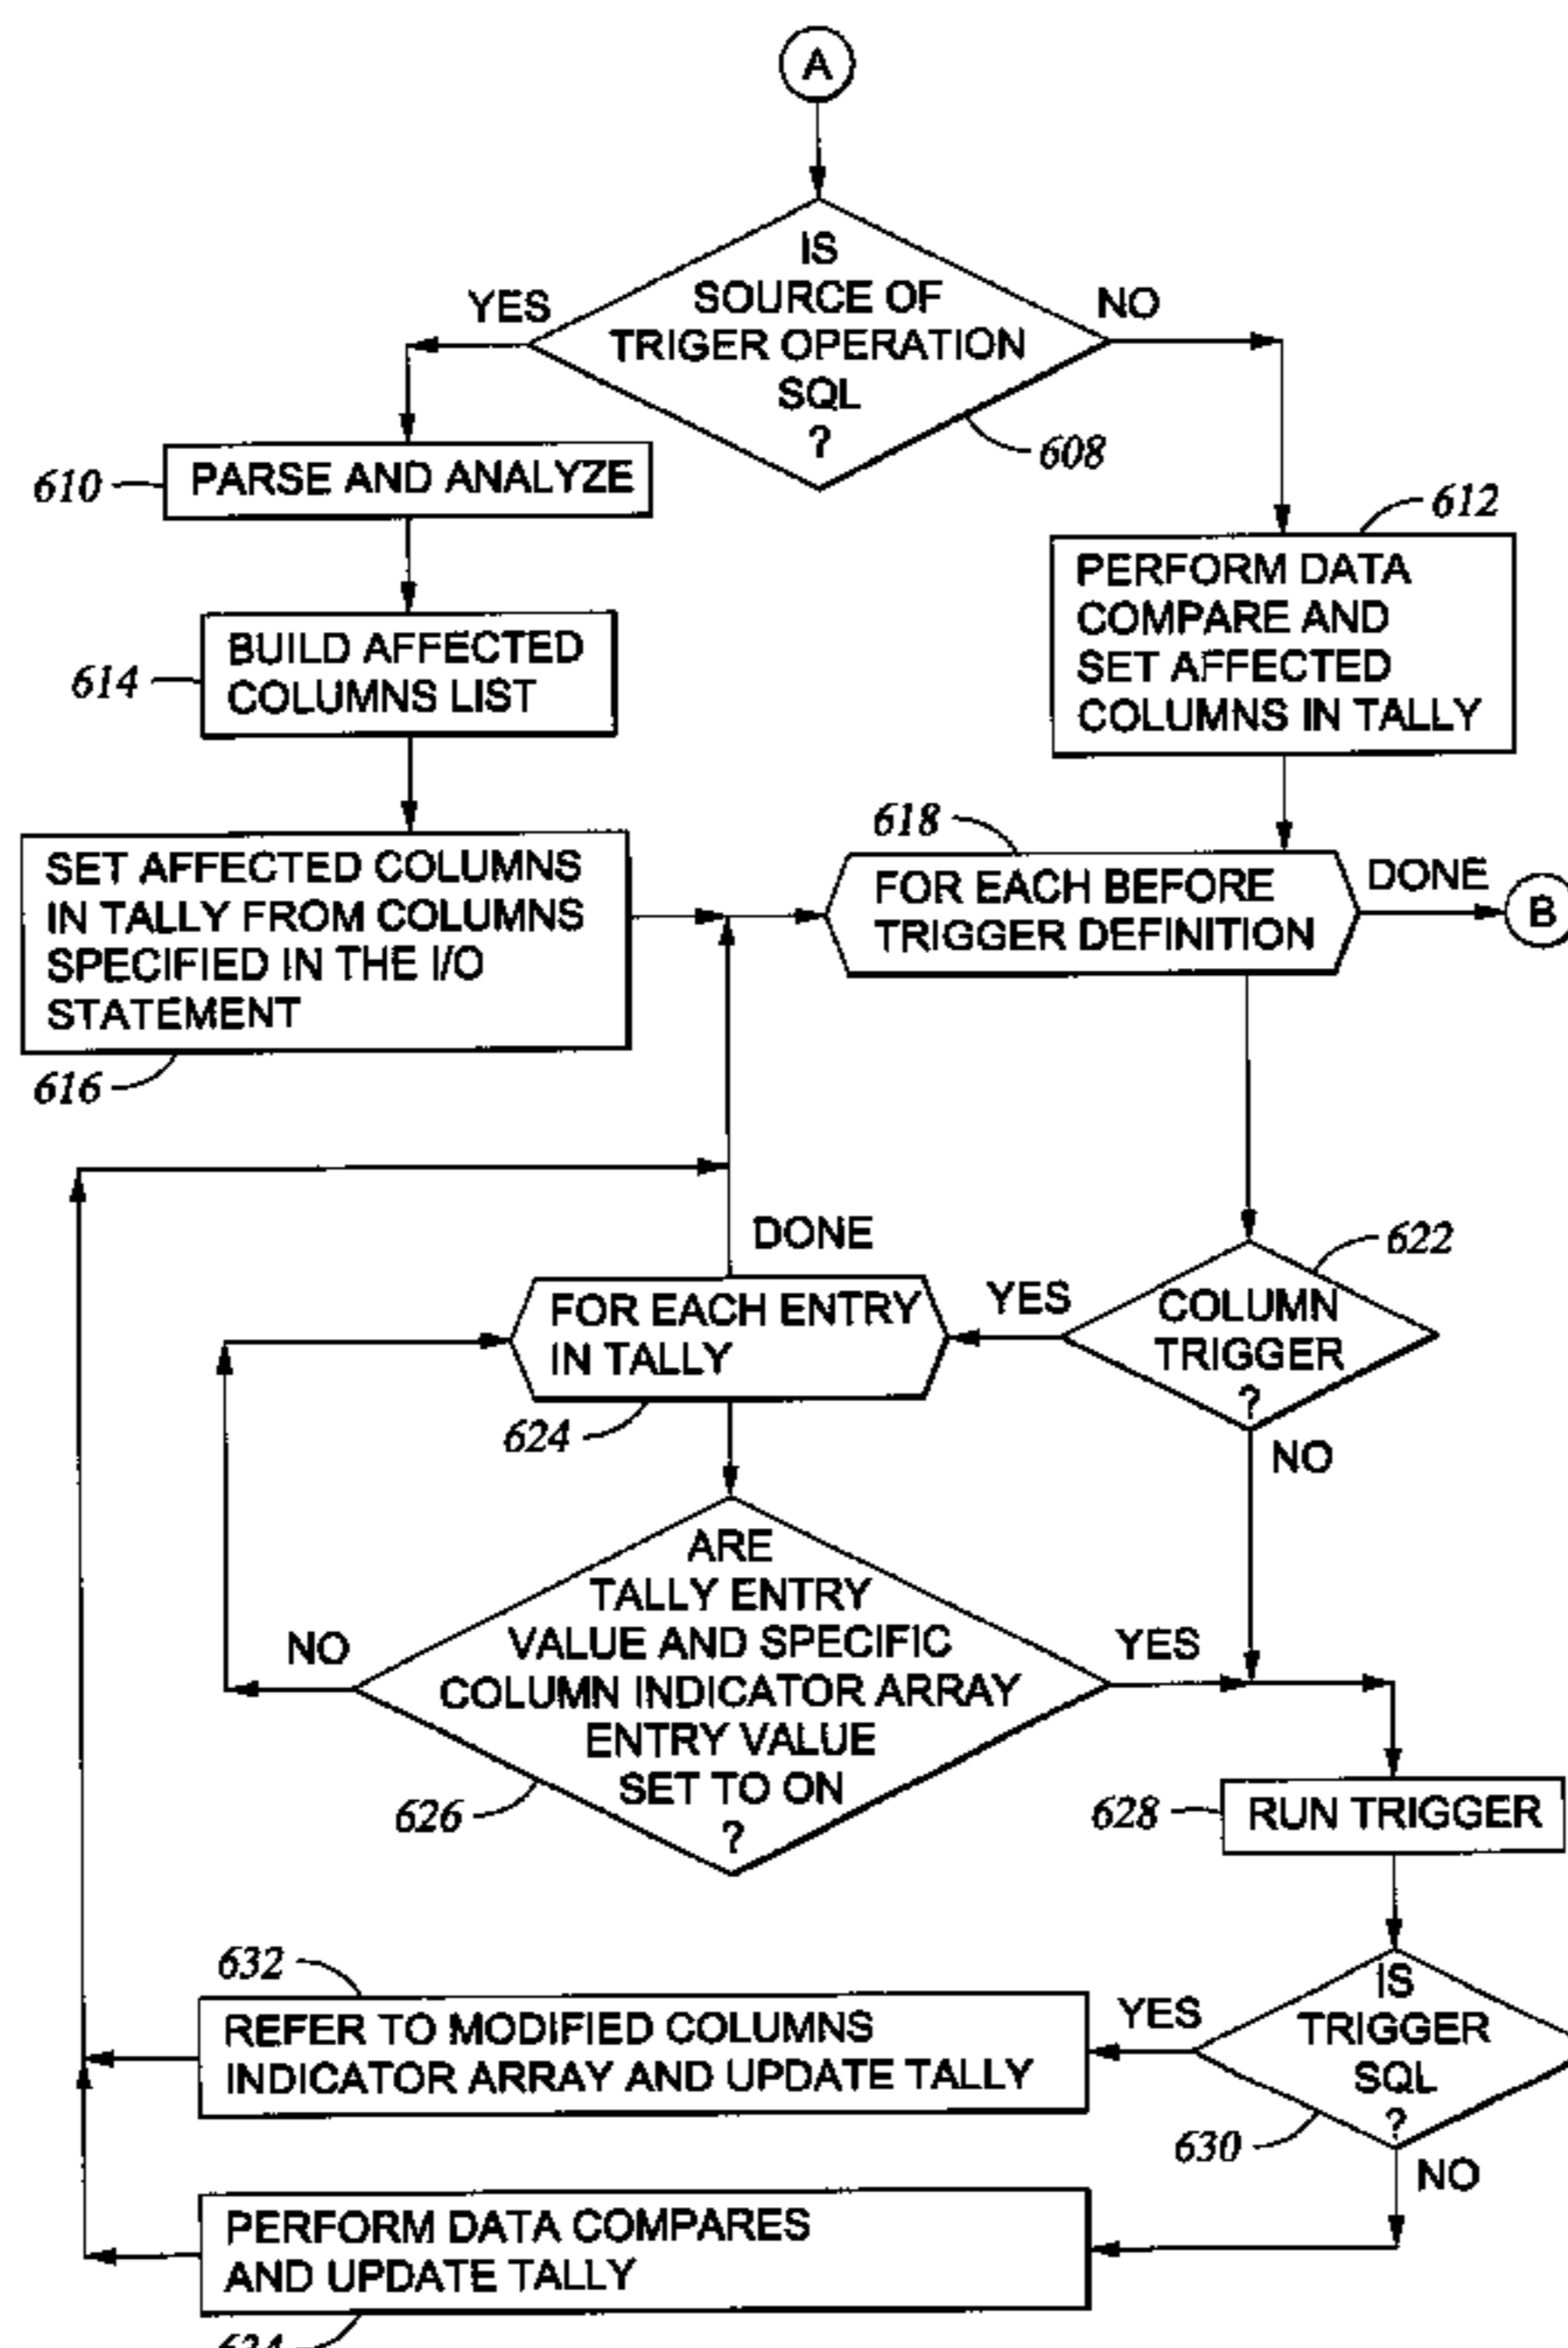 A
IS
SOURCE OF
TRIGER OPERATION
SQL
?
YES
NO
608
610
PARSE AND ANALYZE
612
PERFORM DATA
COMPARE AND
SET AFFECTED
COLUMNS IN TALLY
614
BUILD AFFECTED
COLUMNS LIST
616
SET AFFECTED COLUMNS
IN TALLY FROM COLUMNS
SPECIFIED IN THE I/O
STATEMENT
618
FOR EACH BEFORE
TRIGGER DEFINITION
DONE
B
622
COLUMN
TRIGGER
?
YES
NO
DONE
FOR EACH ENTRY
IN TALLY
624
ARE
TALLY ENTRY
VALUE AND SPECIFIC
COLUMN INDICATOR ARRAY
ENTRY VALUE
SET TO ON
?
NO
YES
626
628
RUN TRIGGER
IS
TRIGGER
SQL
?
YES
630
NO
632
REFER TO MODIFIED COLUMNS
INDICATOR ARRAY AND UPDATE TALLY
PERFORM DATA COMPARES
AND UPDATE TALLY
634